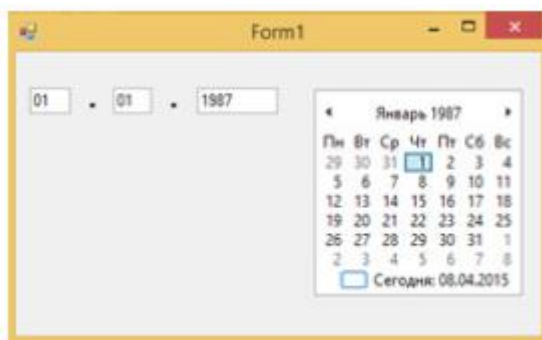 Form1
01 . 01 . 1987
Январь 1987
Пн Вт Ср Чт Пт Сб Вс
29 30 31 1 2 3 4
5 6 7 8 9 10 11
12 13 14 15 16 17 18
19 20 21 22 23 24 25
26 27 28 29 30 31 1
2 3 4 5 6 7 8
Сегодня: 08.04.2015